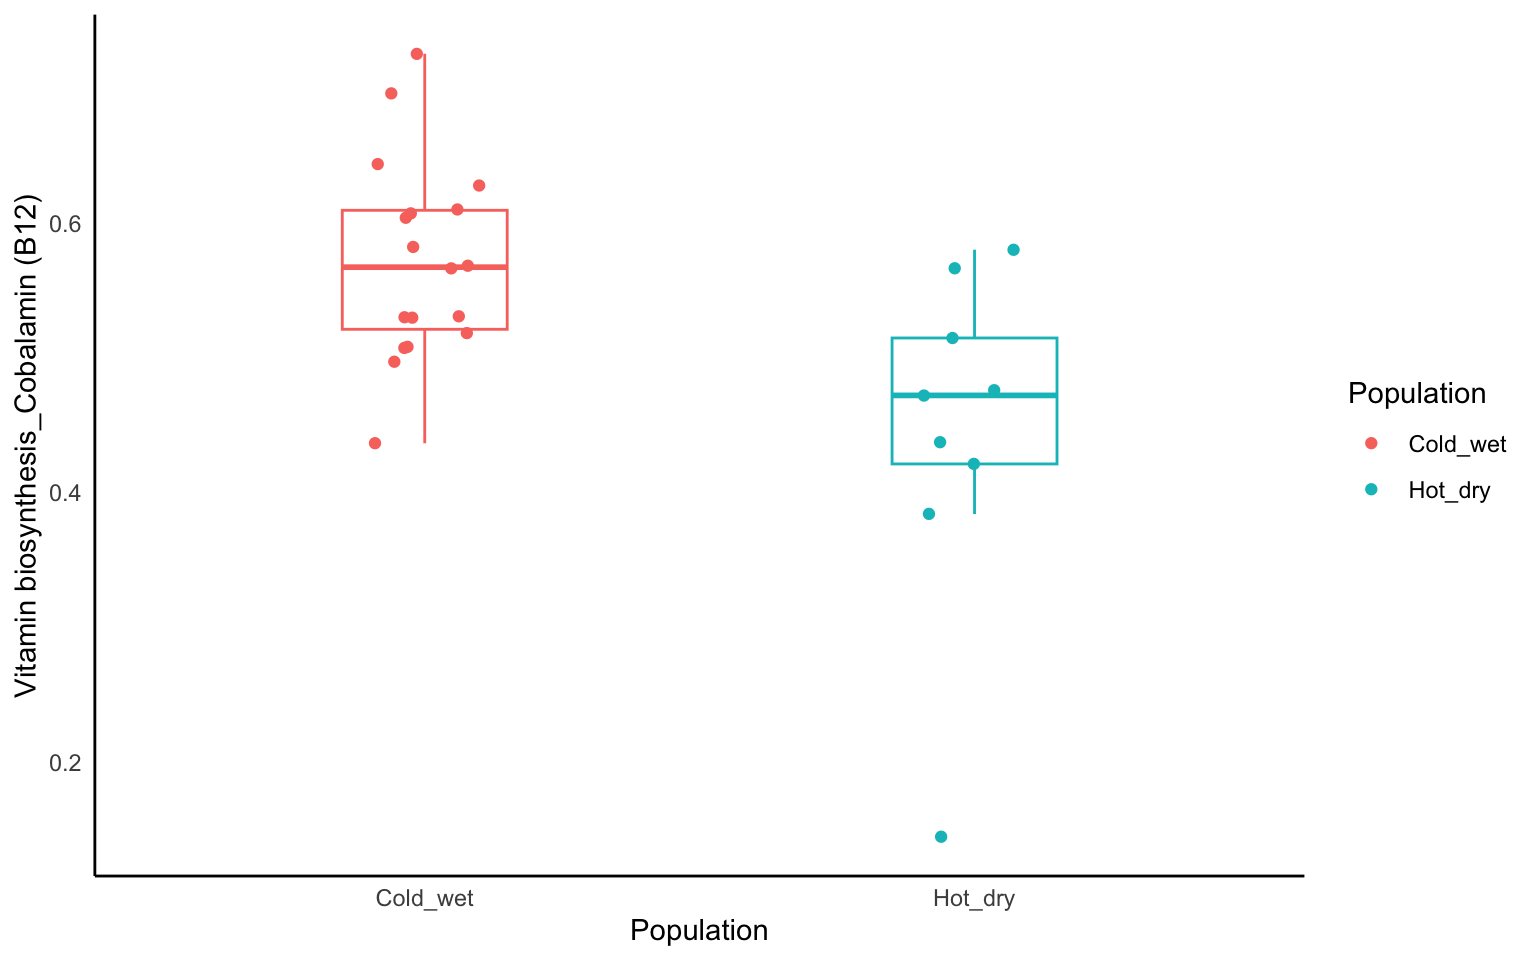 Vitamin biosynthesis_Cobalamin (B12)
0.6
0.4
0.2
Cold_wet
Hot_dry
Population
Population
Cold_wet
Hot_dry